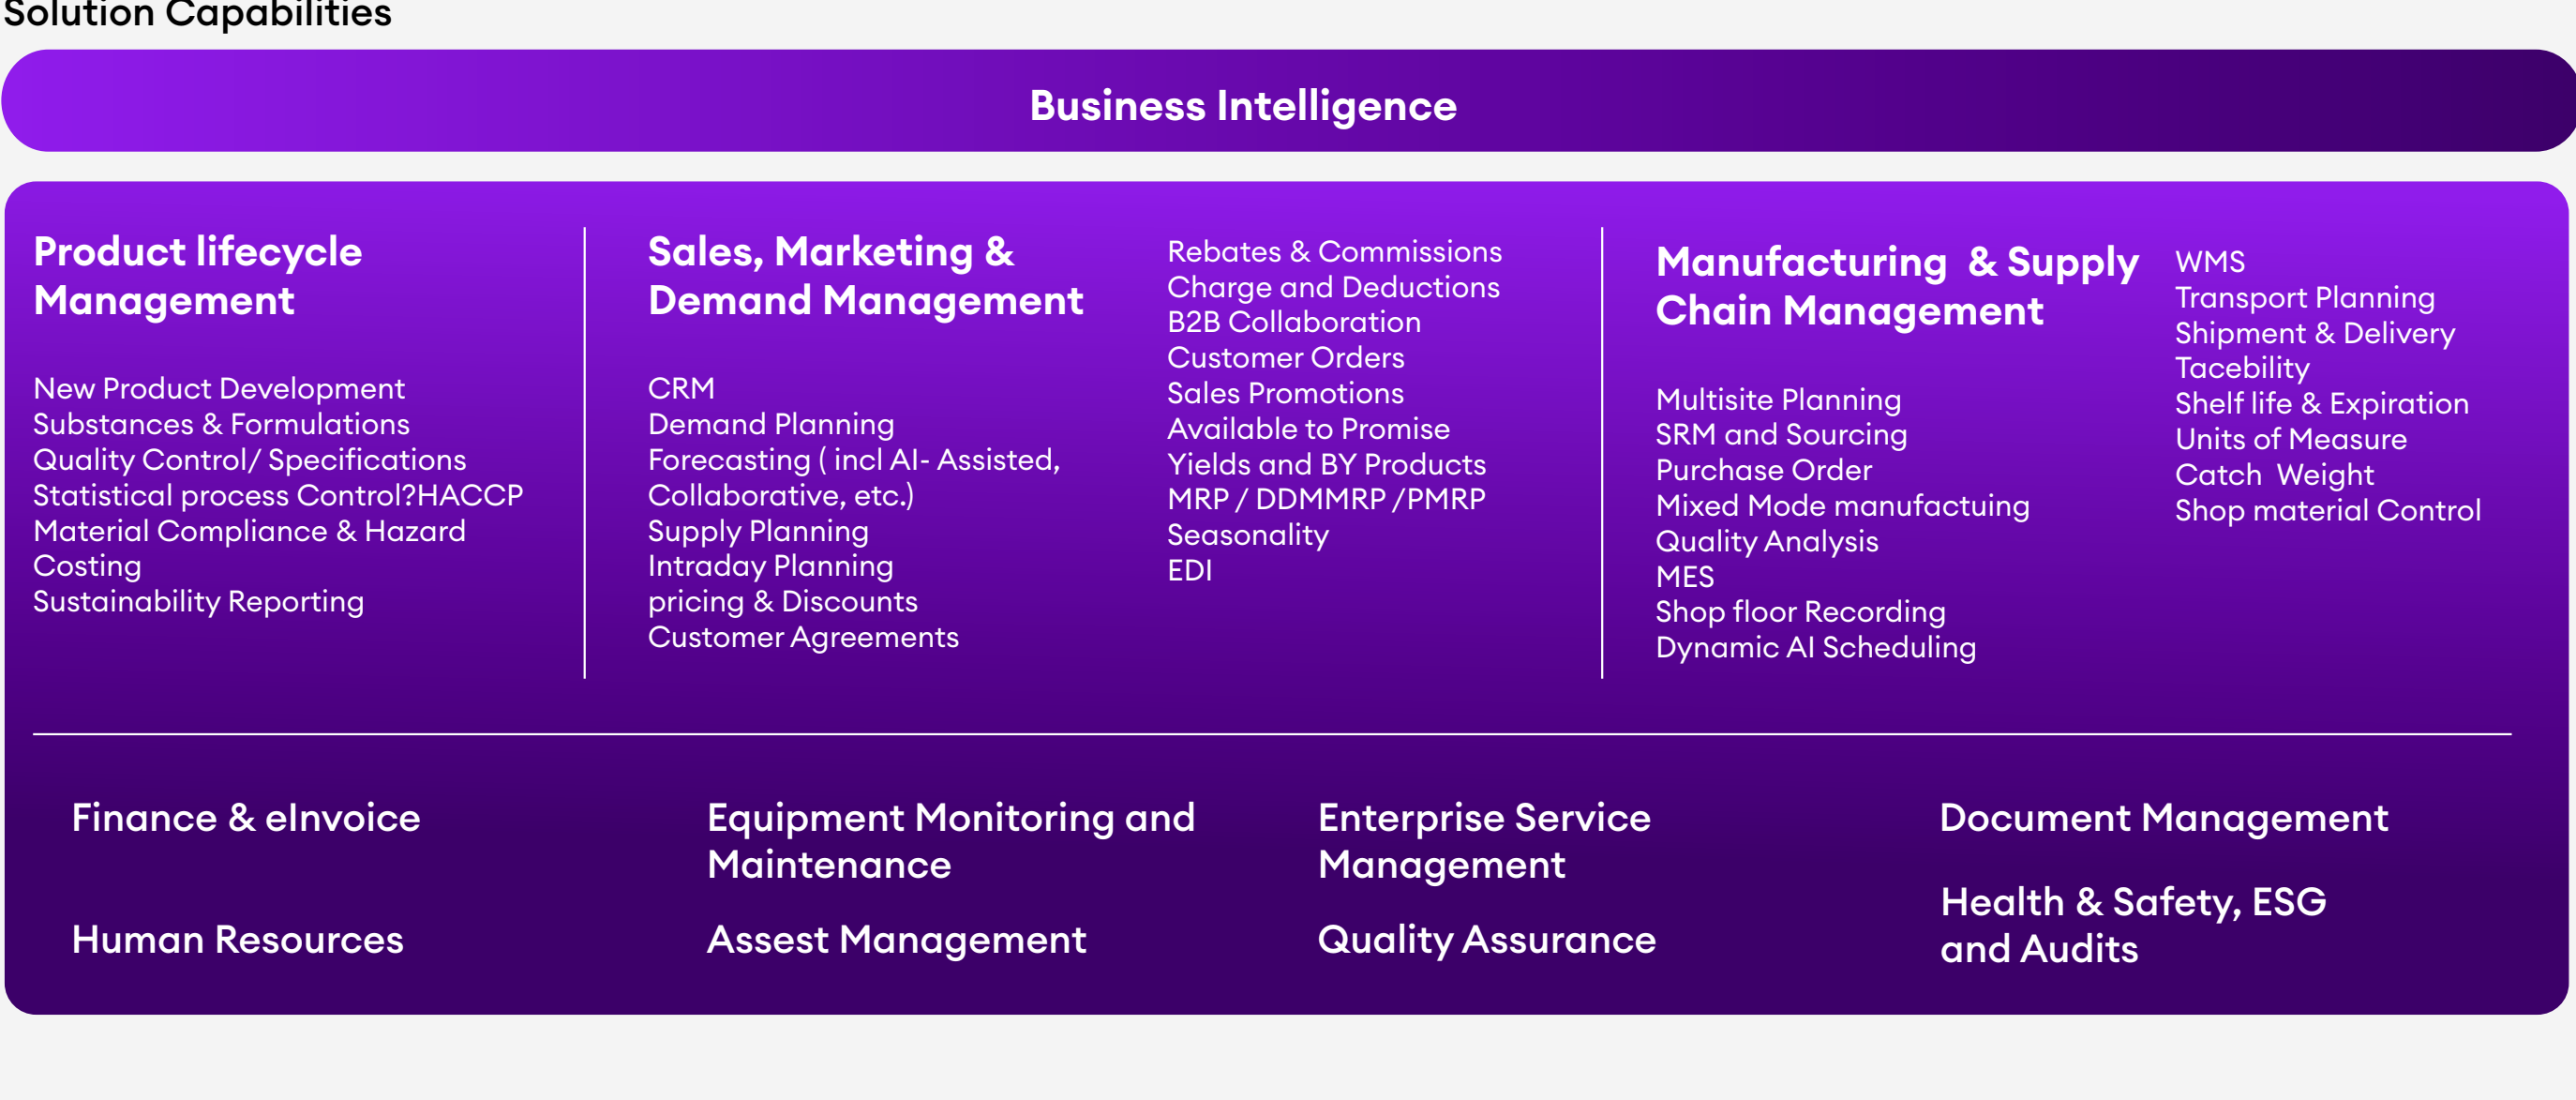 Solution Capabilities
Business Intelligence
Product lifecycle
Management
New Product Development
Substances & Formulations
Quality Control/ Specifications
Statistical process Control?HACCP
Material Compliance & Hazard
Costing
Sustainability Reporting
Sales, Marketing &
Demand Management
CRM
Demand Planning
Forecasting ( incl AI- Assisted,
Collaborative, etc.)
Supply Planning
Intraday Planning
pricing & Discounts
Customer Agreements
Rebates & Commissions
Charge and Deductions
B2B Collaboration
Customer Orders
Sales Promotions
Available to Promise
Yields and BY Products
MRP / DDMMRP /PMRP
Seasonality
EDI
Manufacturing  & Supply
Chain Management
Multisite Planning
SRM and Sourcing
Purchase Order
Mixed Mode manufactuing
Quality Analysis
MES
Shop floor Recording
Dynamic AI Scheduling
WMS
Transport Planning
Shipment & Delivery
Tacebility
Shelf life & Expiration
Units of Measure
Catch  Weight
Shop material Control
Finance & eInvoice
Human Resources
Equipment Monitoring and
Maintenance
Assest Management
Enterprise Service
Management
Quality Assurance
Document Management
Health & Safety, ESG
and Audits